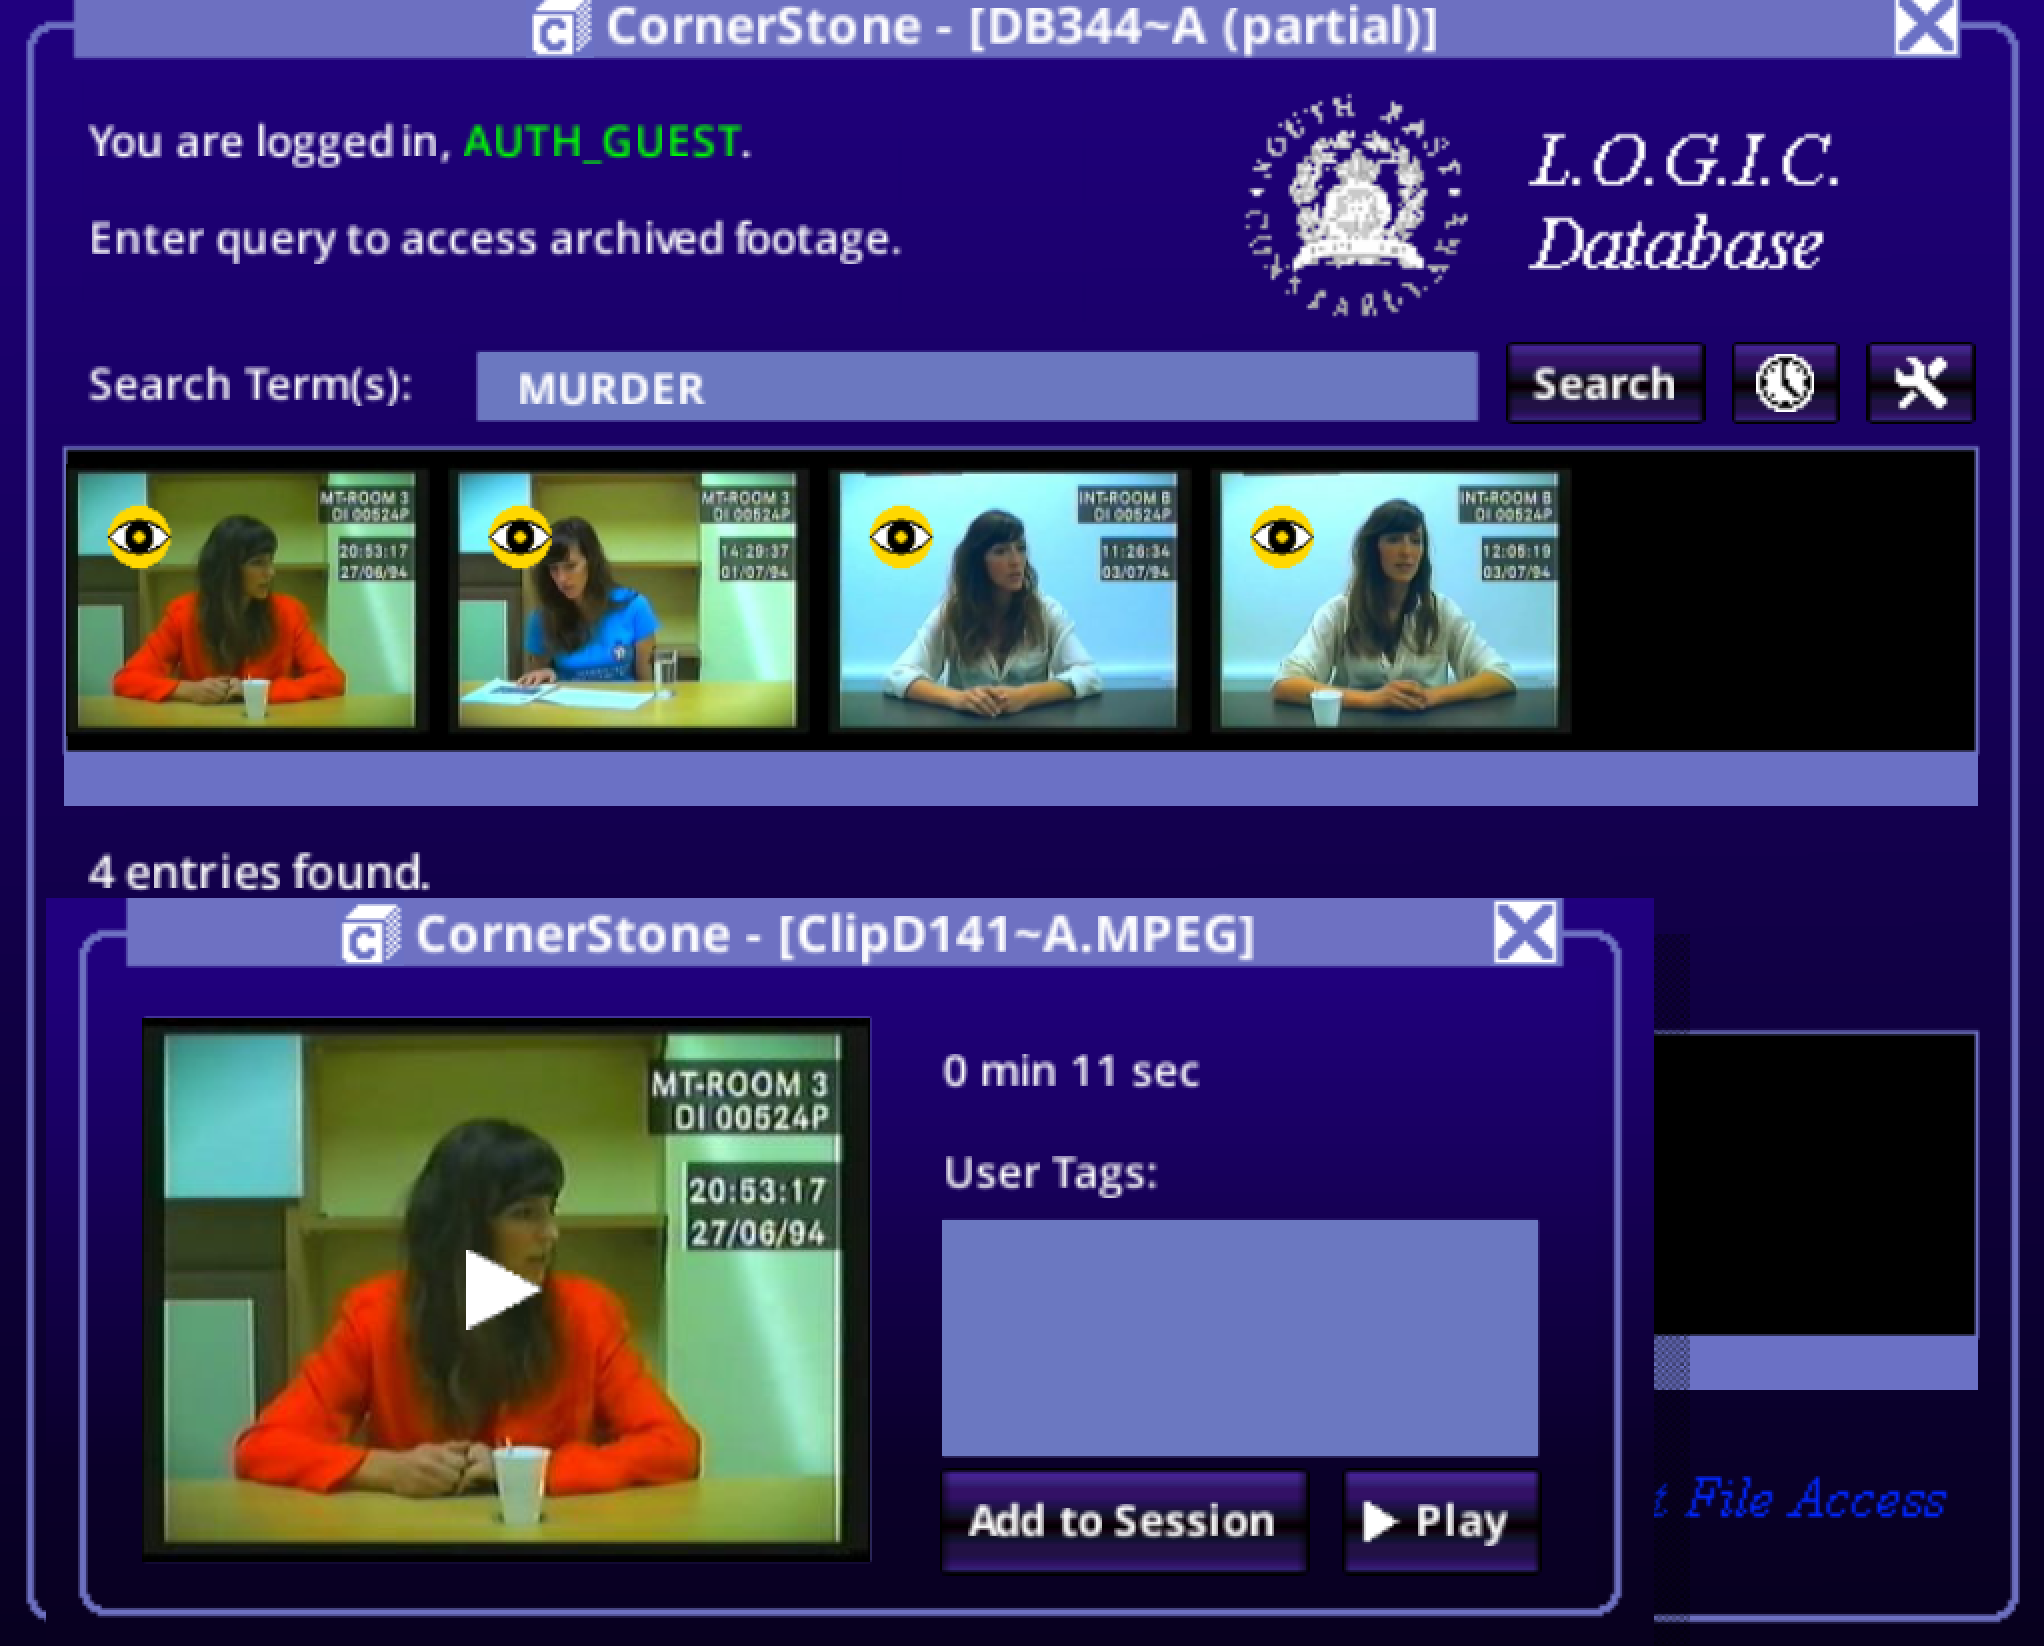 CornerStone - [DB344~A (partial)]
You are logged in, AUTH_GUEST.
Enter query to access archived footage.
L.O.G.I.C.
Database
Search Term(s):
MURDER
Search
MT-ROOM 3
DI 00524P
20:53:17
27/06/94
MT-ROOM 3
DI 00524P
14:29:37
01/07/94
INT-ROOM B
DI 00524P
11:26:34
03/07/94
INT-ROOM B
DI 00524P
12:05:19
03/07/94
4 entries found.
C CornerStone - [ClipD141~A.MPEG]
MT-ROOM 3
DI 00524P
20:53:17
27/06/94
0 min 11 sec
User Tags:
Add to Session
Play
t File Access